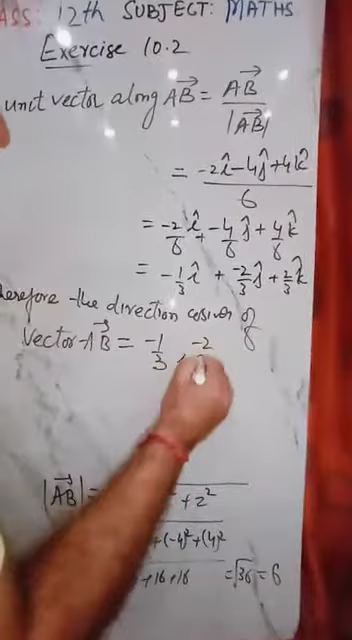 ASS: 12th SUBJECT: MATHS
Exercise 10.2
unit vector along AB⃗ = AB⃗ / |AB⃗|
= -2î-4ĵ+4k̂ / 6
= -2/6 î + -4/6 ĵ + 4/6 k̂
= -1/3 î + -2/3 ĵ + 2/3 k̂
herefore the direction cosines of
vector AB⃗ = -1/3 , -2
|AB⃗| = ² + z²
+(-4)²+(4)²
+16+16 =√36 = 6